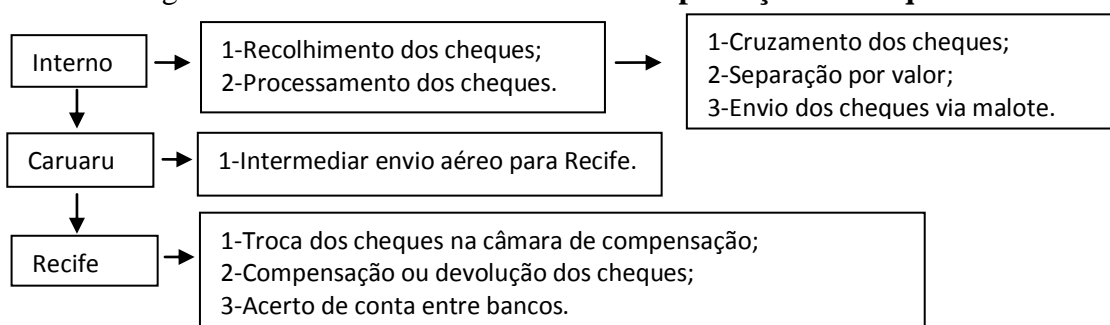 Interno
1-Recolhimento dos cheques;
2-Processamento dos cheques.
1-Cruzamento dos cheques;
2-Separação por valor;
3-Envio dos cheques via malote.
Caruaru
1-Intermediar envio aéreo para Recife.
Recife
1-Troca dos cheques na câmara de compensação;
2-Compensação ou devolução dos cheques;
3-Acerto de conta entre bancos.